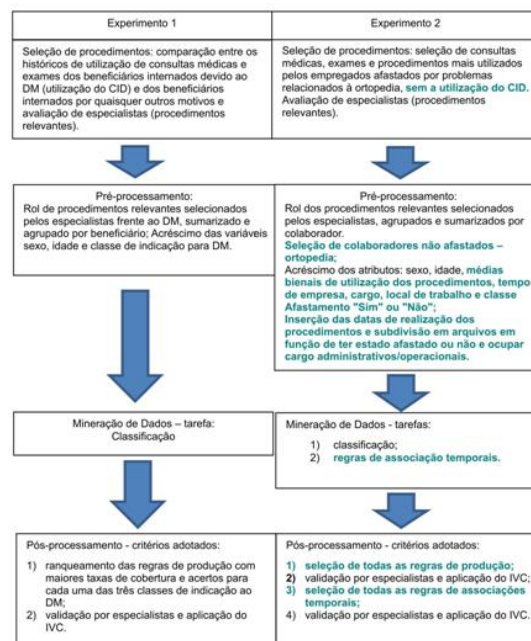 Experimento 1
Seleção de procedimentos: comparação entre os
históricos de utilização de consultas médicas e
exames dos beneficiários internados devido ao
DM (utilização do CID) e dos beneficiários
internados por quaisquer outros motivos e
avaliação de especialistas (procedimentos
relevantes).
Pré-processamento:
Rol de procedimentos relevantes selecionados
pelos especialistas frente ao DM, sumarizado e
agrupado por beneficiário; Acréscimo das variáveis
sexo, idade e classe de indicação para DM.
Mineração de Dados – tarefa:
Classificação
Pós-processamento - critérios adotados:
1) ranqueamento das regras de produção com
maiores taxas de cobertura e acertos para
cada uma das três classes de indicação ao
DM;
2) validação por especialistas e aplicação do
IVC.
Experimento 2
Seleção de procedimentos: seleção de consultas
médicas, exames e procedimentos mais utilizados
pelos empregados afastados por problemas
relacionados à ortopedia, sem a utilização do CID.
Avaliação de especialistas (procedimentos
relevantes).
Pré-processamento:
Rol dos procedimentos relevantes selecionados
pelos especialistas, agrupados e sumarizados por
colaborador.
Seleção de colaboradores não afastados –
ortopedia;
Acréscimo dos atributos: sexo, idade, médias
bienais de utilização dos procedimentos, tempo
de empresa, cargo, local de trabalho e classe
Afastamento "Sim" ou "Não";
Inserção das datas de realização dos
procedimentos e subdivisão em arquivos em
função de ter estado afastado ou não e ocupar
cargo administrativos/operacionais.
Mineração de Dados - tarefas:
1) classificação;
2) regras de associação temporais.
Pós-processamento - critérios adotados:
1) seleção de todas as regras de produção;
2) validação por especialistas e aplicação do IVC;
3) seleção de todas as regras de associações
temporais;
4) validação por especialistas e aplicação do IVC.